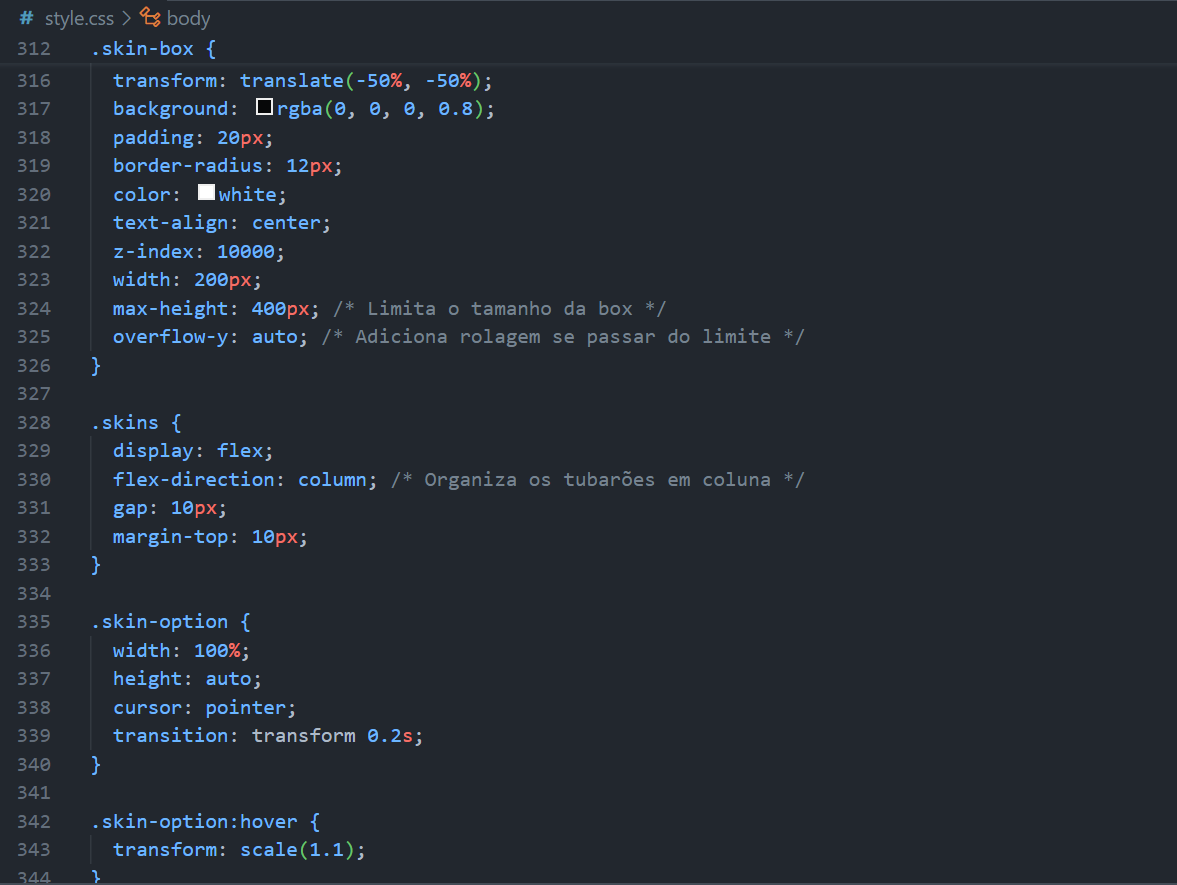 # style.css > body
312 .skin-box {
316 transform: translate(-50%, -50%);
317 background: rgba(0, 0, 0, 0.8);
318 padding: 20px;
319 border-radius: 12px;
320 color: white;
321 text-align: center;
322 z-index: 10000;
323 width: 200px;
324 max-height: 400px; /* Limita o tamanho da box */
325 overflow-y: auto; /* Adiciona rolagem se passar do limite */
326 }
327
328 .skins {
329 display: flex;
330 flex-direction: column; /* Organiza os tubarões em coluna */
331 gap: 10px;
332 margin-top: 10px;
333 }
334
335 .skin-option {
336 width: 100%;
337 height: auto;
338 cursor: pointer;
339 transition: transform 0.2s;
340 }
341
342 .skin-option:hover {
343 transform: scale(1.1);
344 }